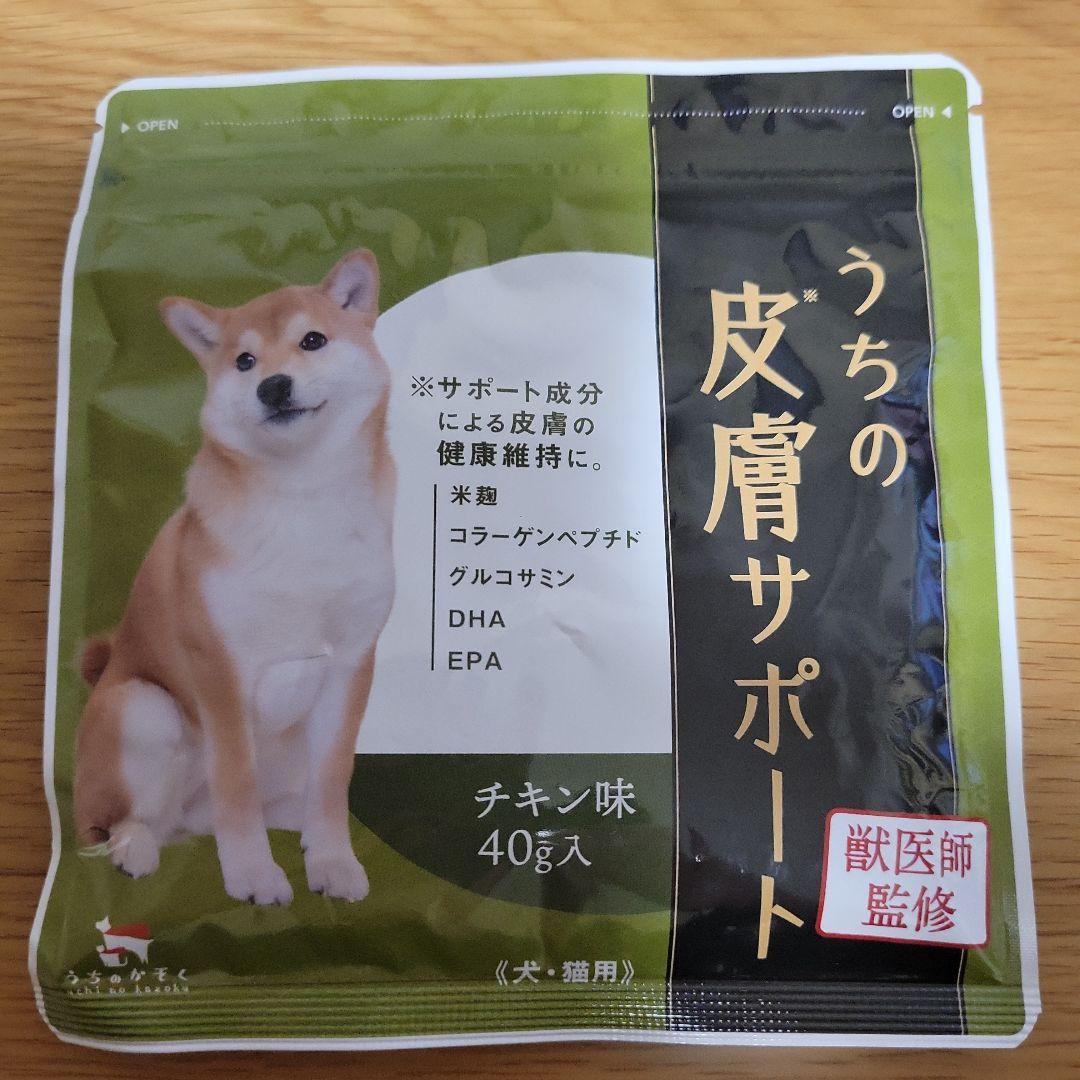 OPEN
OPEN
うちの
皮膚サポート
※
※サポート成分
による皮膚の
健康維持に。
米麹
コラーゲンペプチド
グルコサミン
DHA
EPA
チキン味
40g入
獣医師
監修
うちのかぞく
uchi no kazoku
《犬・猫用》